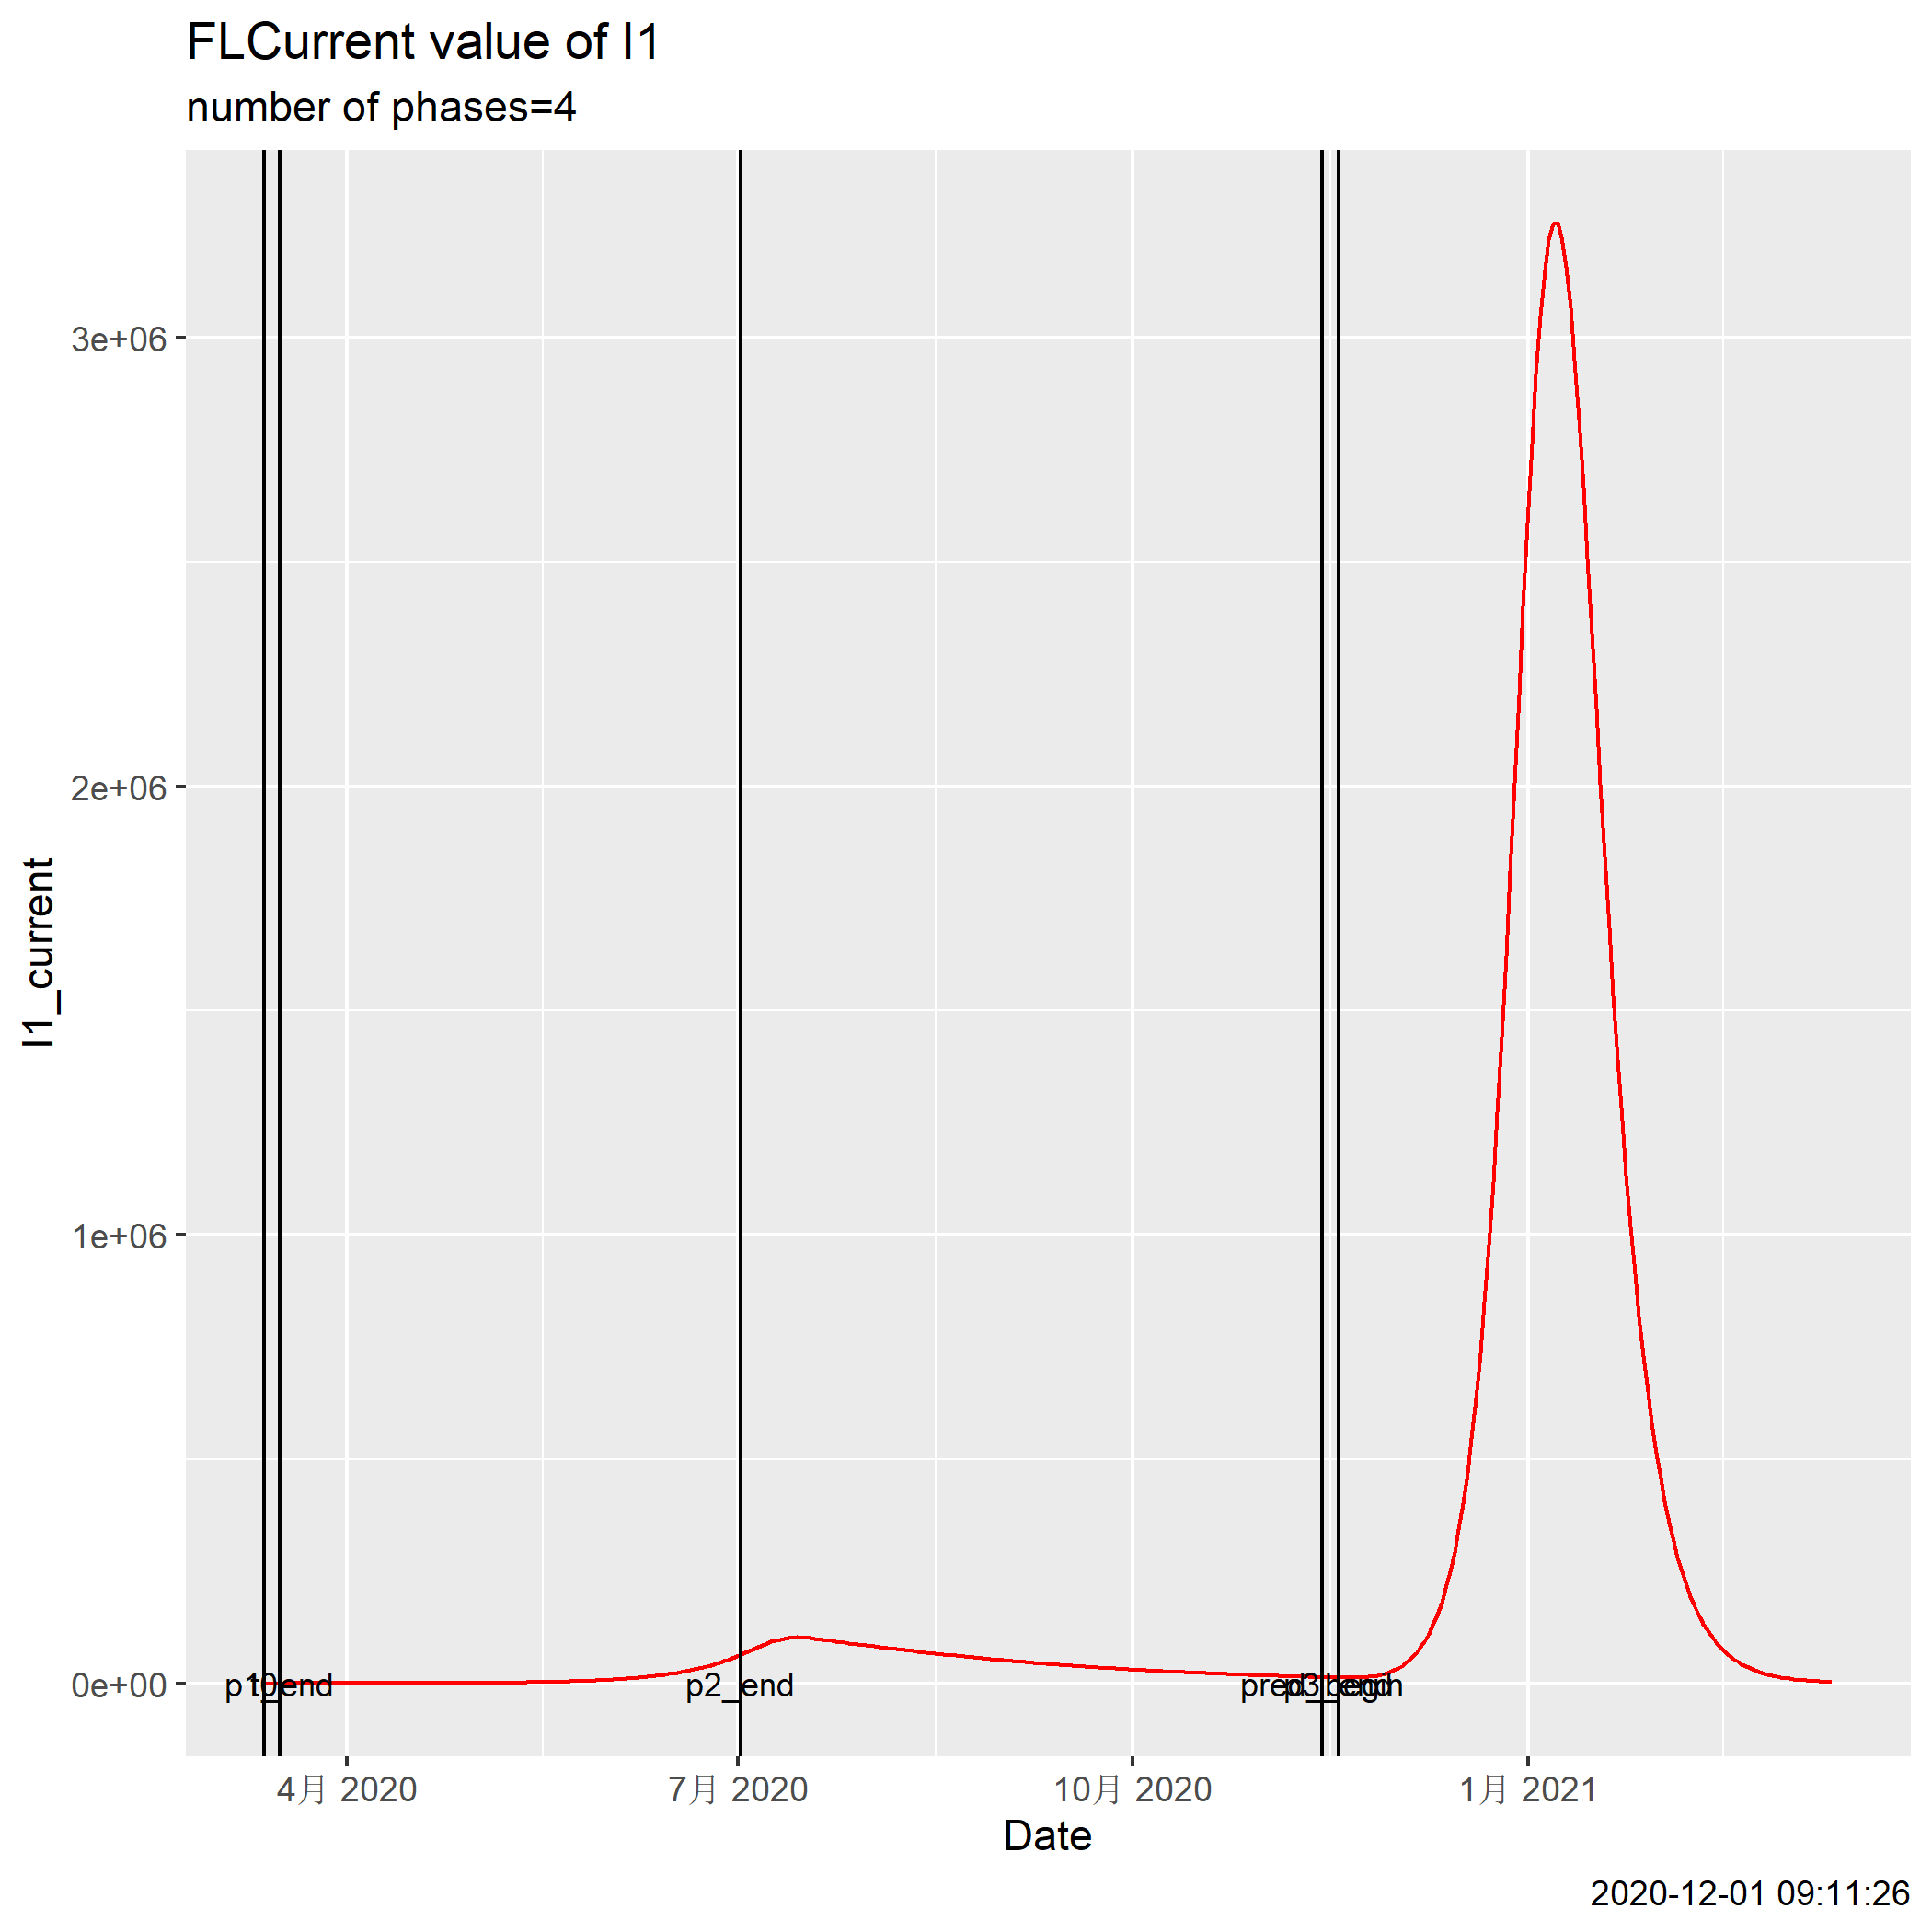 FLCurrent value of I1
number of phases=4
I1_current
3e+06
2e+06
1e+06
0e+00
p2_end
4月 2020
7月 2020
10月 2020
1月 2021
Date
2020-12-01 09:11:26